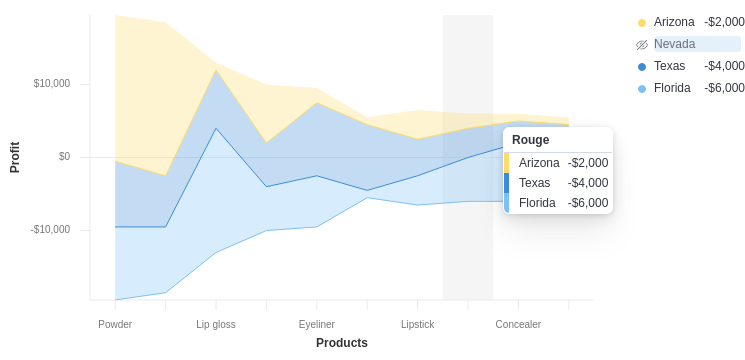 Arizona -$2,000
Nevada
Texas -$4,000
Florida -$6,000
Profit
$10,000
$0
-$10,000
Rouge
Arizona -$2,000
Texas -$4,000
Florida -$6,000
Powder Lip gloss Eyeliner Lipstick Concealer
Products